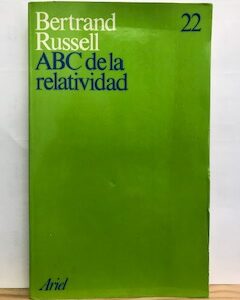 Bertrand
Russell
22
ABC de la
relatividad
Ariel